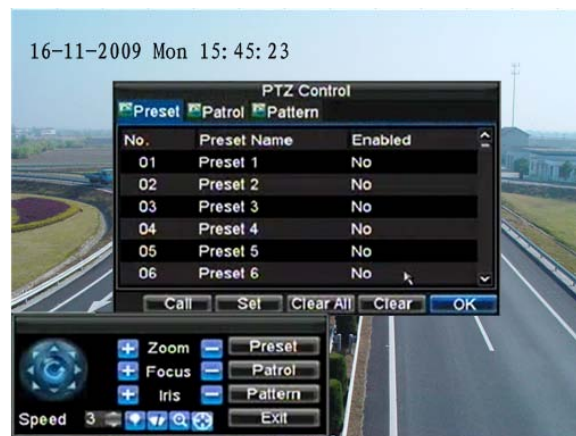 16-11-2009 Mon 15:45:23
PTZ Control
Preset Patrol Pattern
No. Preset Name Enabled
01 Preset 1 No
02 Preset 2 No
03 Preset 3 No
04 Preset 4 No
05 Preset 5 No
06 Preset 6 No
Call Set Clear All Clear OK
Zoom Preset
Focus Patrol
Iris Pattern
Speed 3 Exit